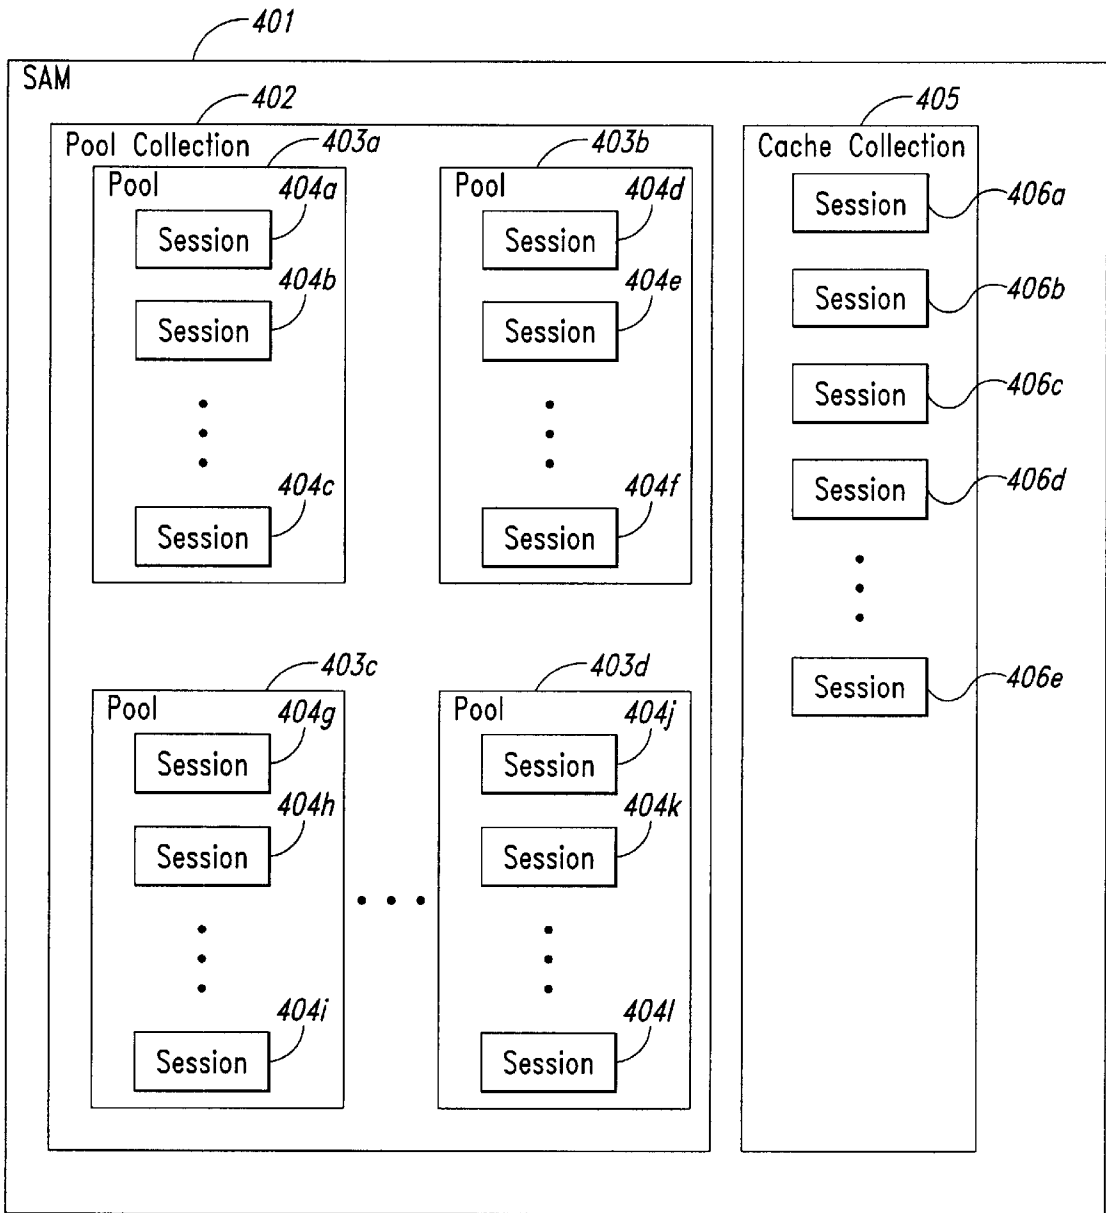 401
SAM
402
Pool Collection
403a
Pool
404a
Session
404b
Session
404c
Session
403b
Pool
404d
Session
404e
Session
404f
Session
403c
Pool
404g
Session
404h
Session
404i
Session
403d
Pool
404j
Session
404k
Session
404l
Session
405
Cache Collection
Session
406a
Session
406b
Session
406c
Session
406d
Session
406e